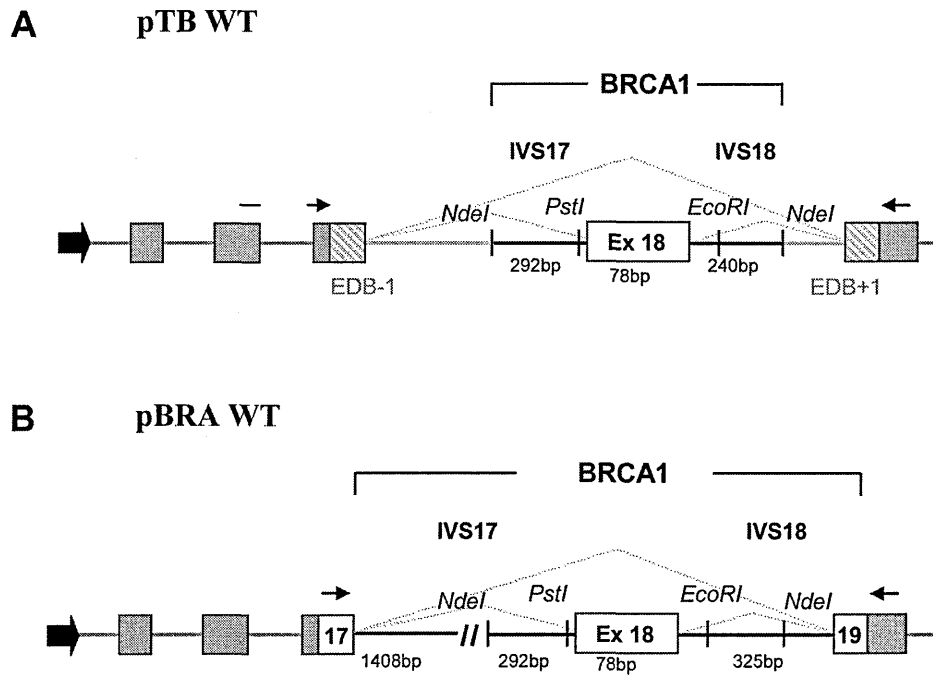 A pTB WT
BRCA1
IVS17 IVS18
NdeI PstI EcoRI NdeI
Ex 18
292bp 78bp 240bp
EDB-1 EDB+1
B pBRA WT
BRCA1
IVS17 IVS18
NdeI PstI EcoRI NdeI
17 // Ex 18 19
1408bp 292bp 78bp 325bp